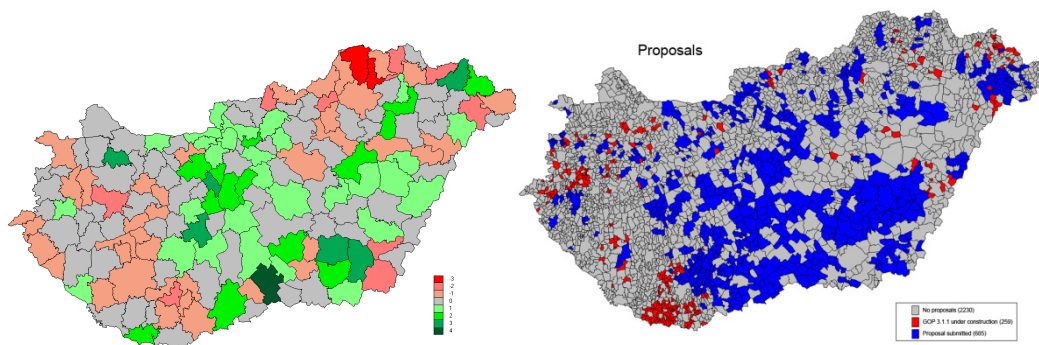 Proposals
-3
-2
-1
0
1
2
3
4
No proposals (2230)
GOP 3.1.1 under construction (259)
Proposal submitted (665)